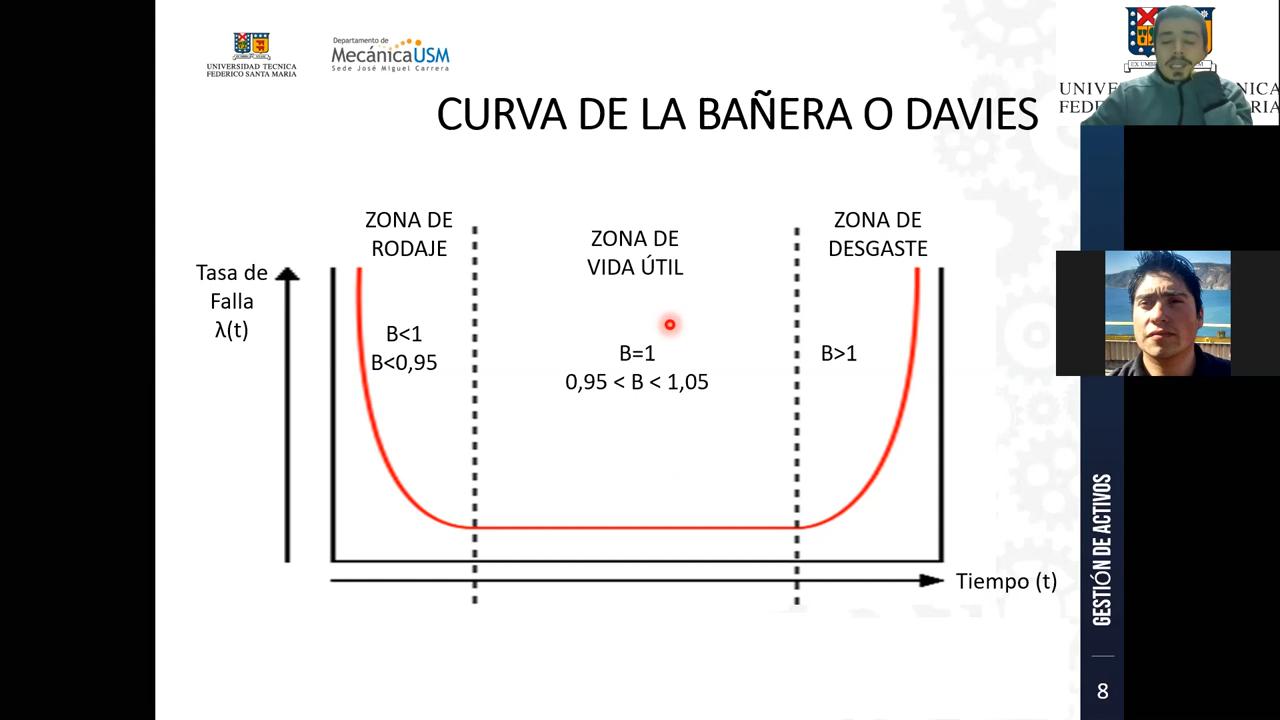 UNIVERSIDAD TECNICA
FEDERICO SANTA MARIA
Departamento de
MecánicaUSM
Sede José Miguel Carrera
CURVA DE LA BAÑERA O DAVIES
ZONA DE
RODAJE
ZONA DE
VIDA ÚTIL
ZONA DE
DESGASTE
Tasa de
Falla
λ(t)
B<1
B<0,95
B=1
0,95 < B < 1,05
B>1
Tiempo (t)
GESTIÓN DE ACTIVOS
8